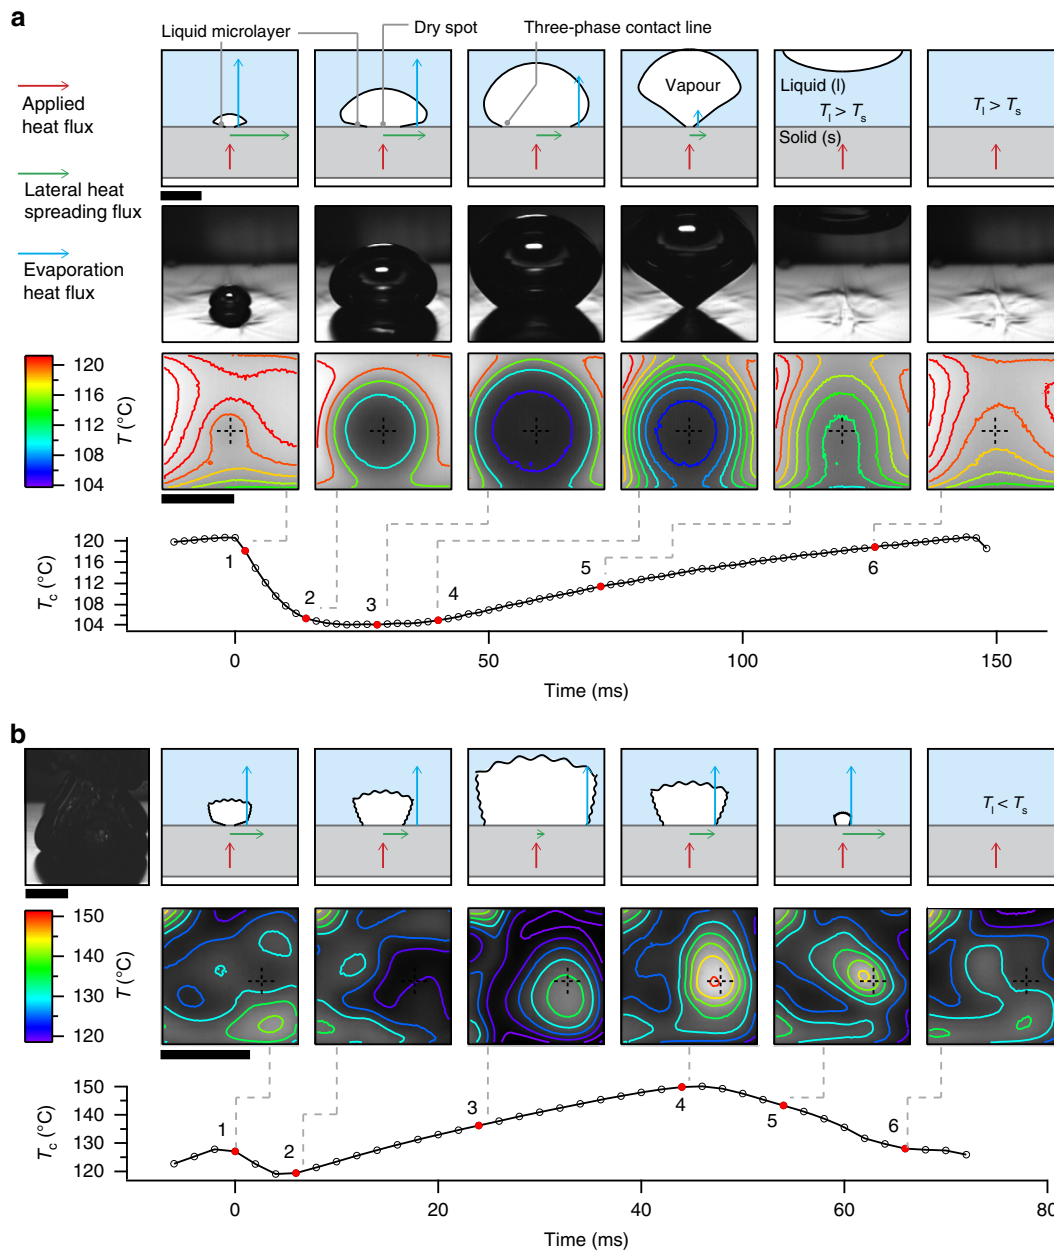 a
Liquid microlayer
Dry spot
Three-phase contact line
Applied
heat flux
Lateral heat
spreading flux
Evaporation
heat flux
Vapour
Liquid (l)
Tl > Ts
Solid (s)
Tl > Ts
T (°C)
120
116
112
108
104
Tc (°C)
120
116
112
108
104
1
2
3
4
5
6
0
50
100
150
Time (ms)
b
Tl < Ts
T (°C)
150
140
130
120
Tc (°C)
150
140
130
120
1
2
3
4
5
6
0
20
40
60
80
Time (ms)